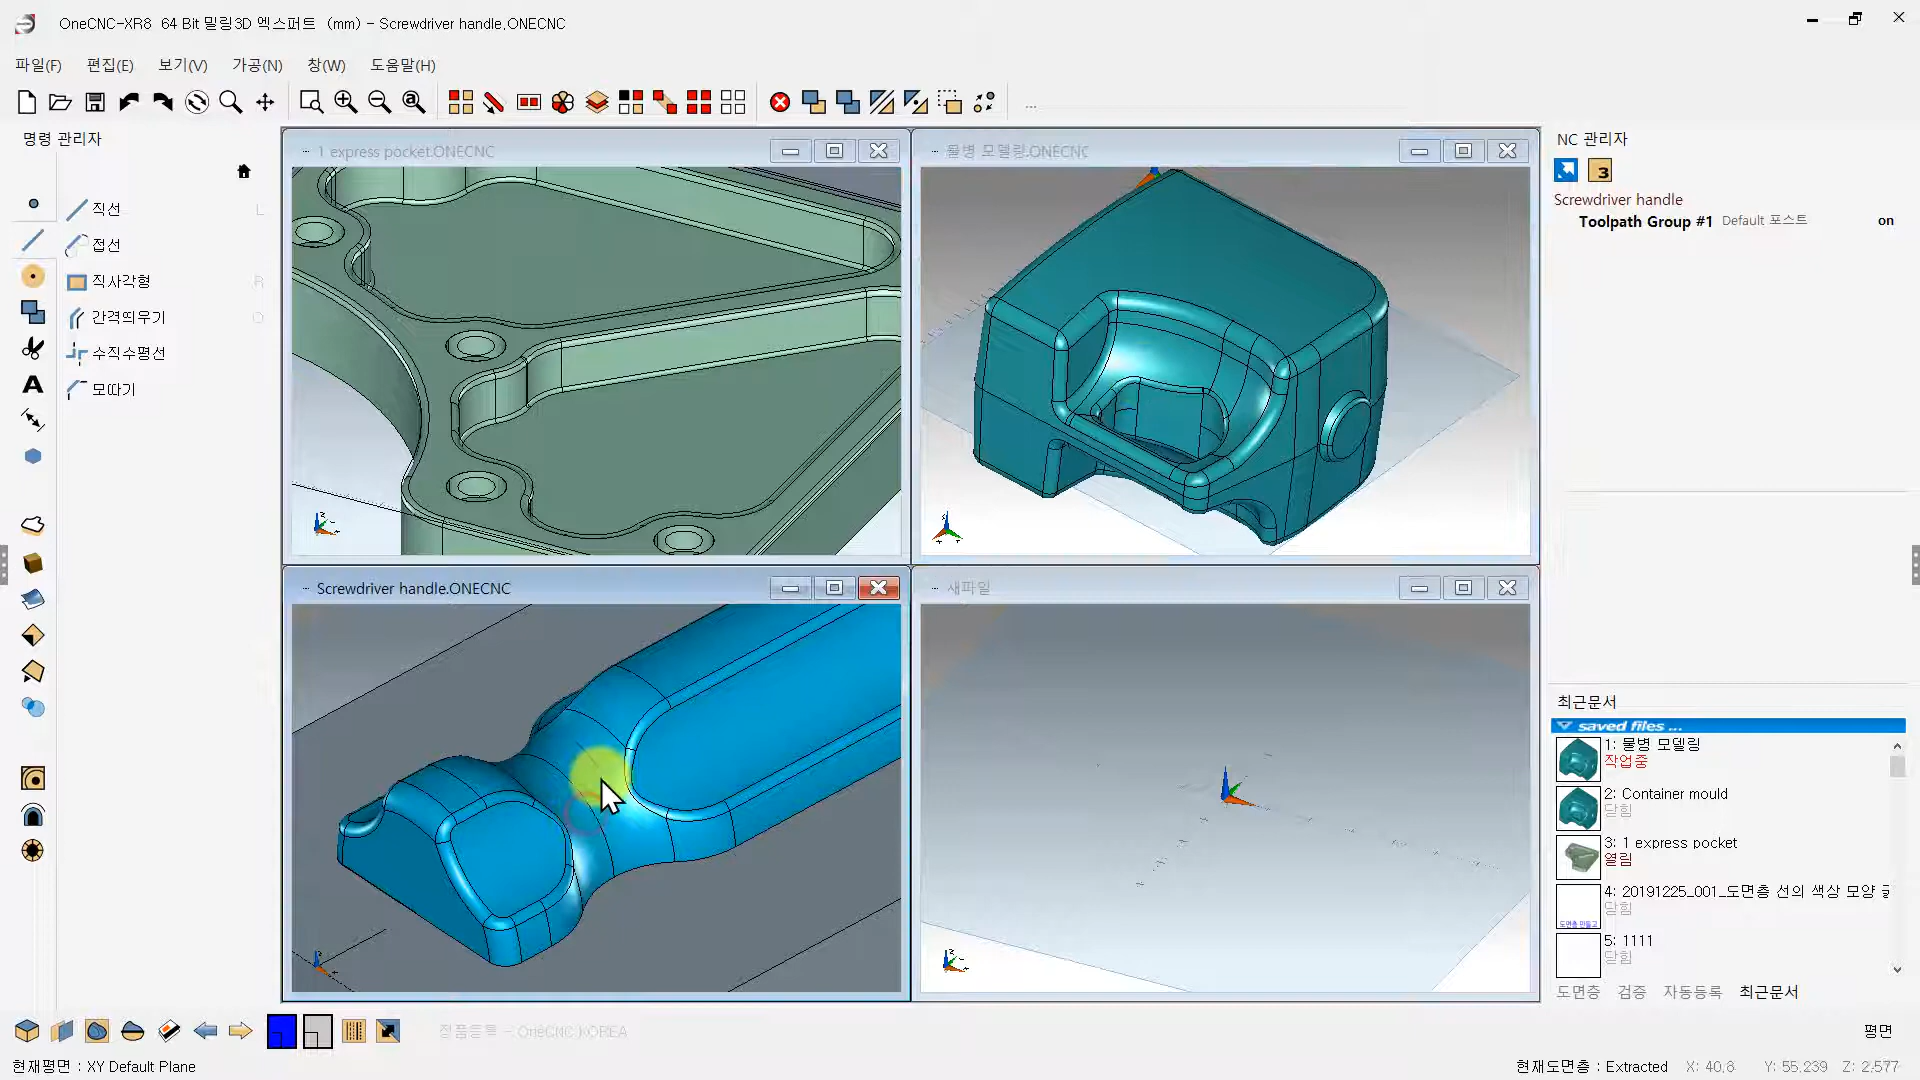 OneCNC-XR8 64 Bit 밀링3D 엑스퍼트 (mm) - Screwdriver handle,ONECNC
파일(F) 편집(E) 보기(V) 가공(N) 창(W) 도움말(H)
...
명령 관리자
직선 L
접선
직사각형 R
간격띄우기 O
수직수평선
모따기
A
1 express pocket.ONECNC
물병 모델링.ONECNC
Screwdriver handle.ONECNC
새파일
NC 관리자
3
Screwdriver handle
Toolpath Group #1 Default 포스트 on
최근문서
saved files ...
1: 물병 모델링
작업중
2: Container mould
닫힘
3: 1 express pocket
열림
4: 20191225_001_도면층 선의 색상 모양
닫힘
5: 1111
닫힘
도면층 검증 자동등록 최근문서
정품등록 - OneCNC KOREA
평면
현재평면 : XY Default Plane
현재도면층 : Extracted X: 40,8 Y: 55,239 Z: 2,577